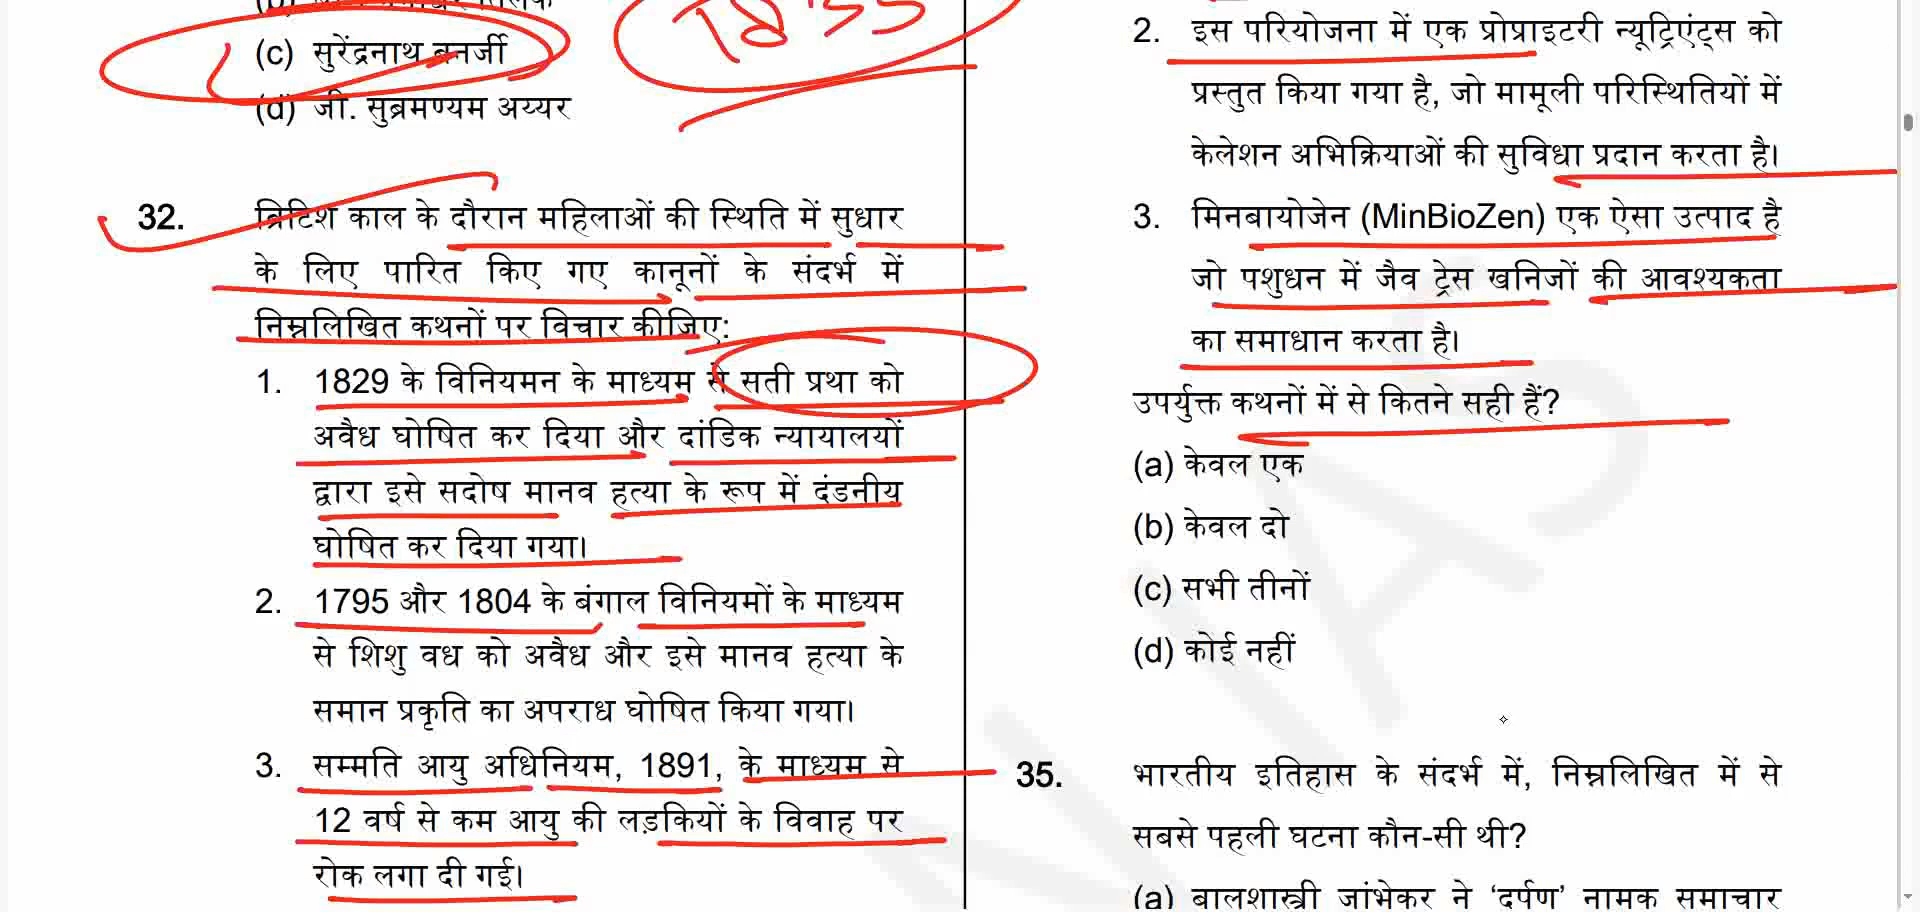 (c) सुरेंद्रनाथ बनर्जी
(d) जी. सुब्रमण्यम अय्यर
32. ब्रिटिश काल के दौरान महिलाओं की स्थिति में सुधार
के लिए पारित किए गए कानूनों के संदर्भ में
निम्नलिखित कथनों पर विचार कीजिए:
1. 1829 के विनियमन के माध्यम से सती प्रथा को
अवैध घोषित कर दिया और दांडिक न्यायालयों
द्वारा इसे सदोष मानव हत्या के रूप में दंडनीय
घोषित कर दिया गया।
2. 1795 और 1804 के बंगाल विनियमों के माध्यम
से शिशु वध को अवैध और इसे मानव हत्या के
समान प्रकृति का अपराध घोषित किया गया।
3. सम्मति आयु अधिनियम, 1891, के माध्यम से
12 वर्ष से कम आयु की लड़कियों के विवाह पर
रोक लगा दी गई।
2. इस परियोजना में एक प्रोप्राइटरी न्यूट्रिएंट्स को
प्रस्तुत किया गया है, जो मामूली परिस्थितियों में
केलेशन अभिक्रियाओं की सुविधा प्रदान करता है।
3. मिनबायोजेन (MinBioZen) एक ऐसा उत्पाद है
जो पशुधन में जैव ट्रेस खनिजों की आवश्यकता
का समाधान करता है।
उपर्युक्त कथनों में से कितने सही हैं?
(a) केवल एक
(b) केवल दो
(c) सभी तीनों
(d) कोई नहीं
35. भारतीय इतिहास के संदर्भ में, निम्नलिखित में से
सबसे पहली घटना कौन-सी थी?
(a) बालशास्त्री जांभेकर ने ‘दर्पण’ नामक समाचार